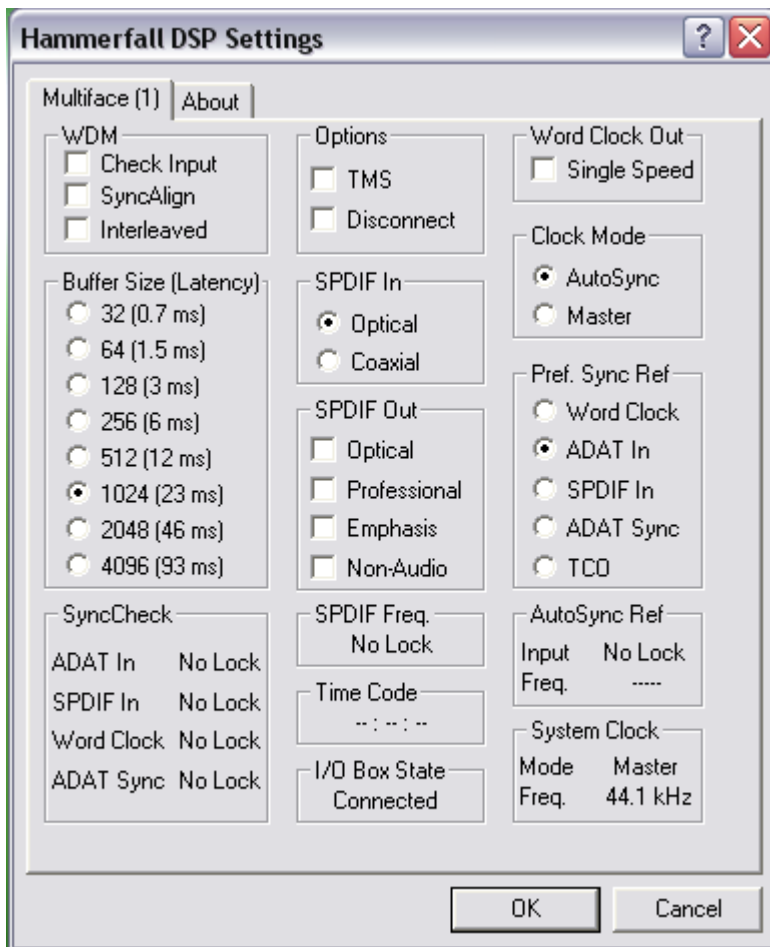 Hammerfall DSP Settings
Multiface (1)
About
WDM
Check Input
SyncAlign
Interleaved
Buffer Size (Latency)
32 (0.7 ms)
64 (1.5 ms)
128 (3 ms)
256 (6 ms)
512 (12 ms)
1024 (23 ms)
2048 (46 ms)
4096 (93 ms)
SyncCheck
ADAT In No Lock
SPDIF In No Lock
Word Clock No Lock
ADAT Sync No Lock
Options
TMS
Disconnect
SPDIF In
Optical
Coaxial
SPDIF Out
Optical
Professional
Emphasis
Non-Audio
SPDIF Freq.
No Lock
Time Code
-- : -- : --
I/O Box State
Connected
Word Clock Out
Single Speed
Clock Mode
AutoSync
Master
Pref. Sync Ref
Word Clock
ADAT In
SPDIF In
ADAT Sync
TCO
AutoSync Ref
Input No Lock
Freq. -----
System Clock
Mode Master
Freq. 44.1 kHz
OK
Cancel